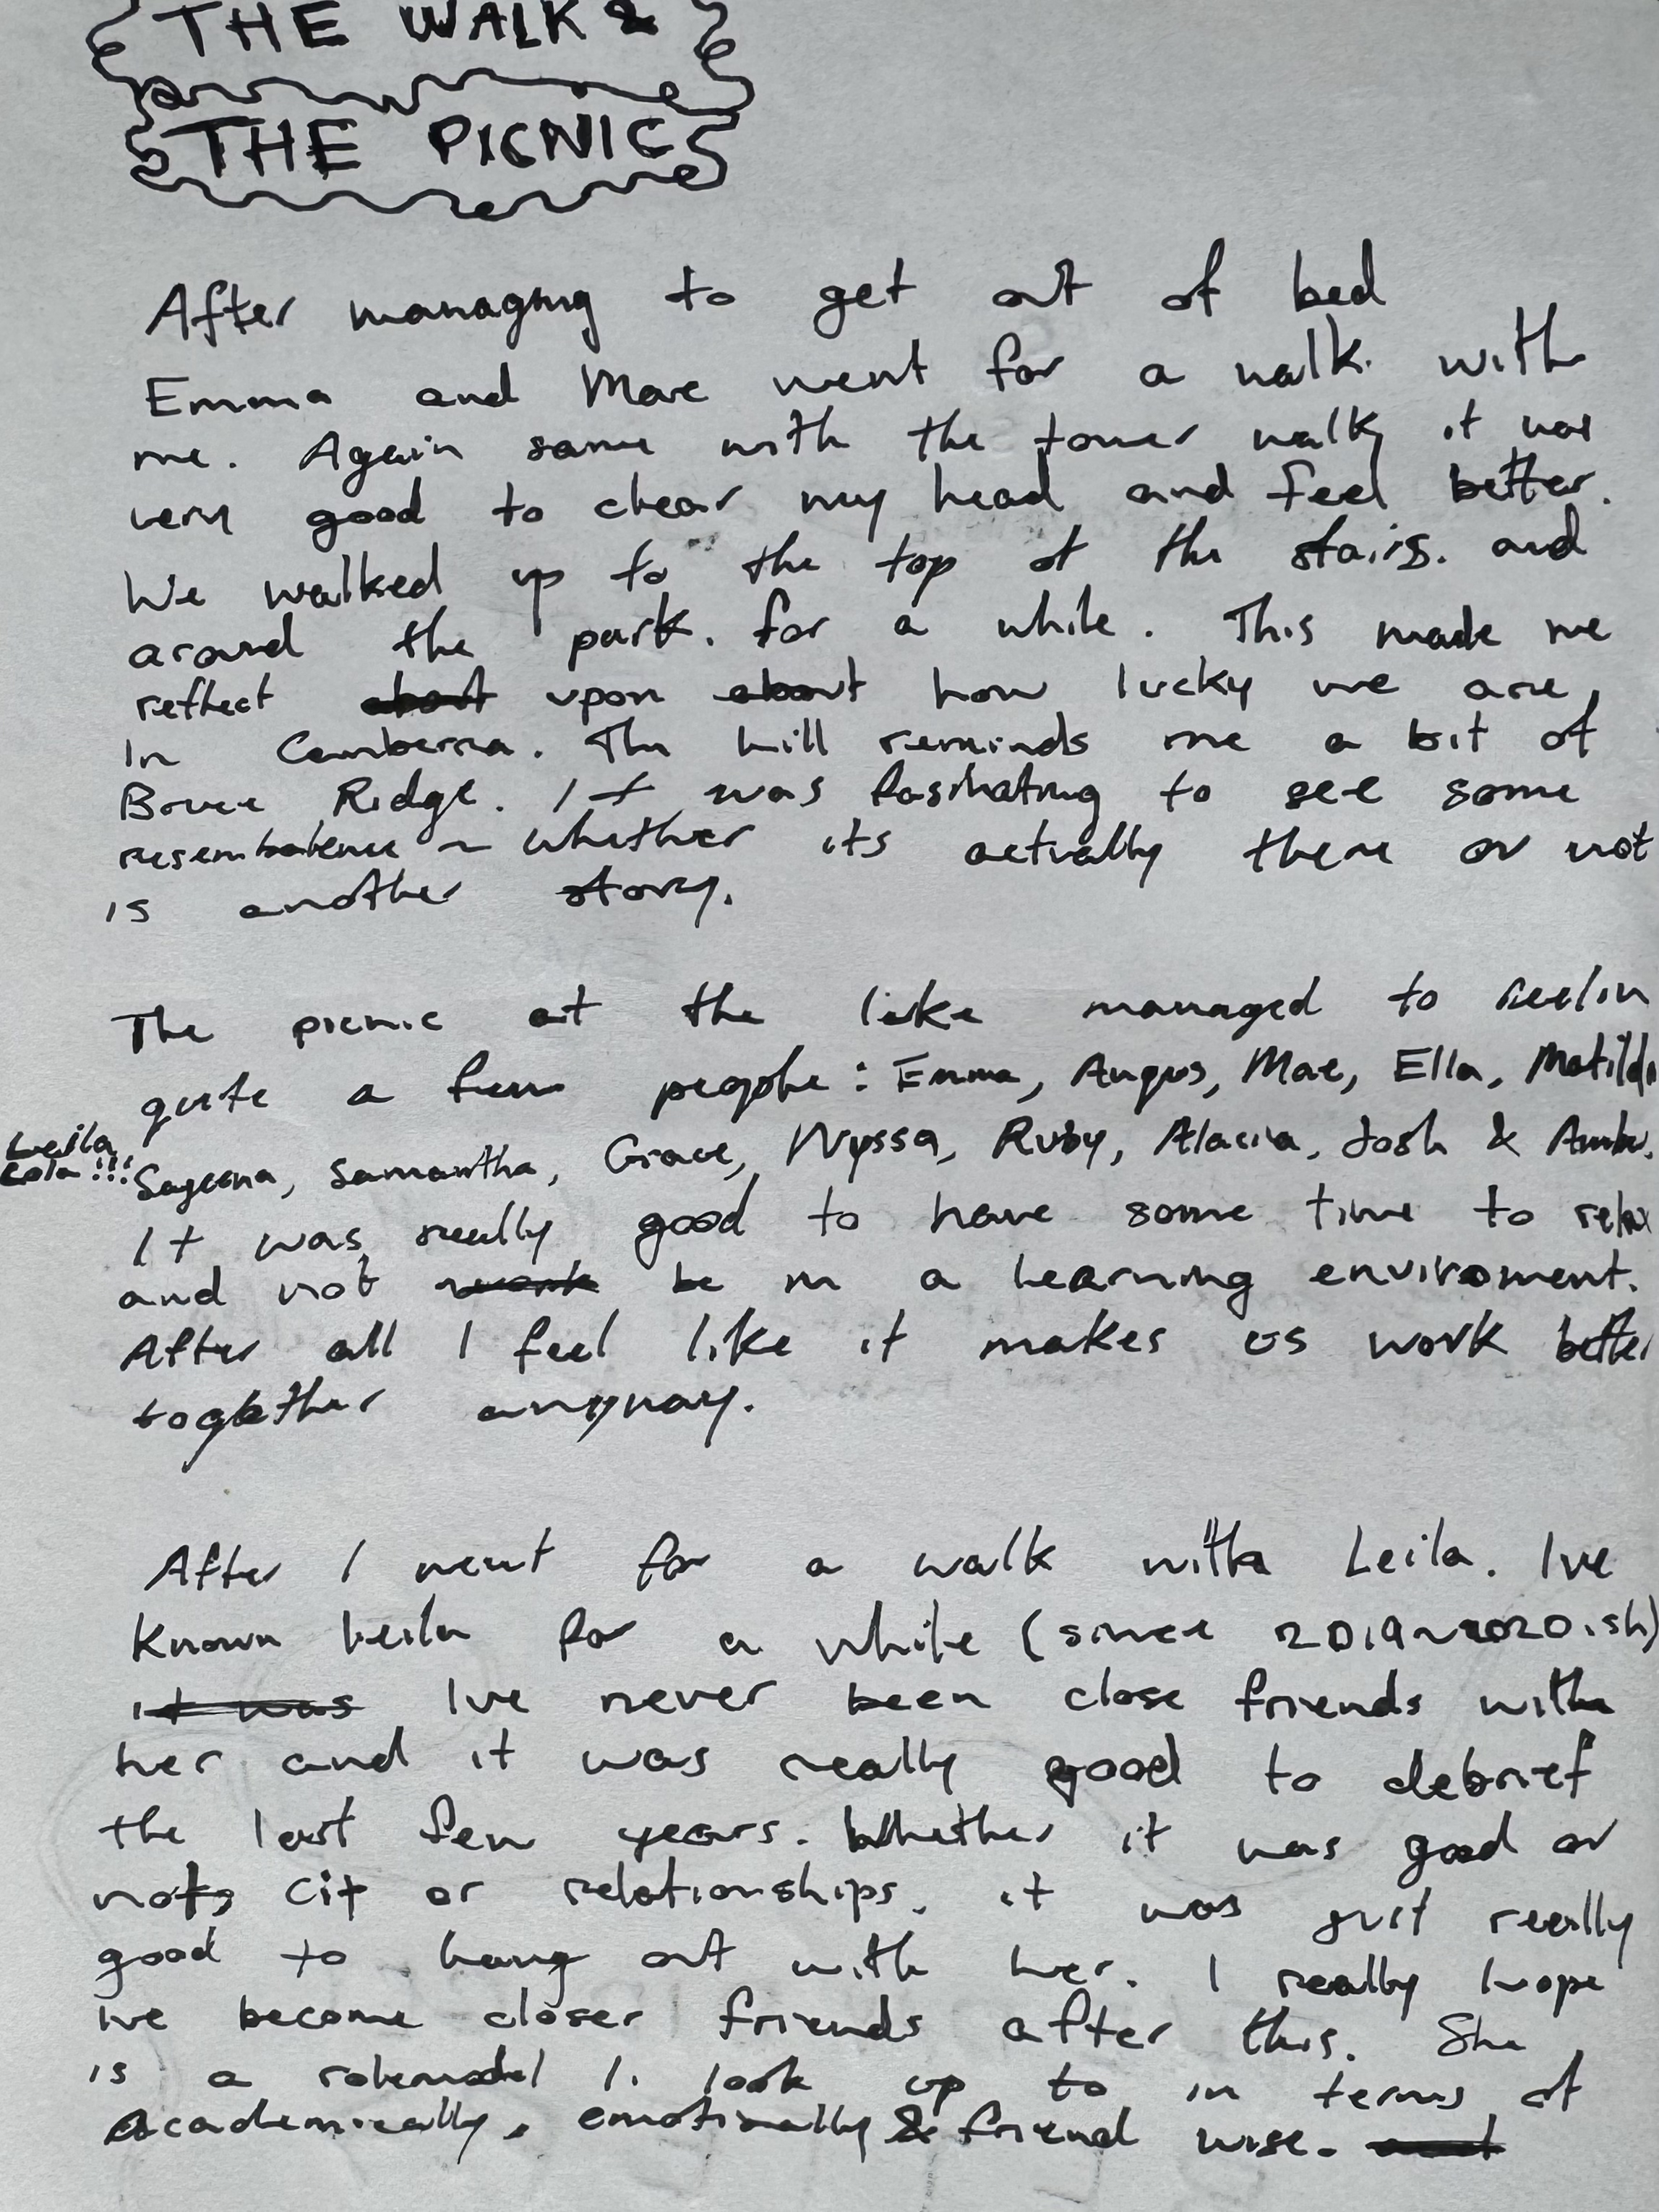 THE WALK &
THE PICNIC
After managing to get out of bed
Emma and Mae went for a walk with
me. Again same with the tower walk it was
very good to clear my head and feel better.
We walked up to the top of the stairs. and
around the park. for a while. This made me
reflect about upon about how lucky we are,
In Canberra. The hill reminds me a bit of
Bruce Ridge. It was fasinating to see some
resembalence ~ whether its actually there or not
is another story.
The picnic at the lake managed to reel in
quite a few people: Emma, Angus, Mae, Ella, Matilda
Leila
Lola!!!
Sageona, Samantha, Grace, Nyssa, Ruby, Alacia, Josh & Amber.
It was really good to have some time to relax
and not work be in a learning enviroment.
After all I feel like it makes us work better
together anyway.
After I went for a walk with Leila. Ive
known Leila for a while (since 2019~2020.ish)
it was Ive never been close friends with
her and it was really good to debrief
the last few years. Whether it was good or
not, cit or relationships. it was just really
good to hang out with her. I really hope
we become closer friends after this. She
is a rolemodel I look up to in terms of
academically, emotinally & friend wise.